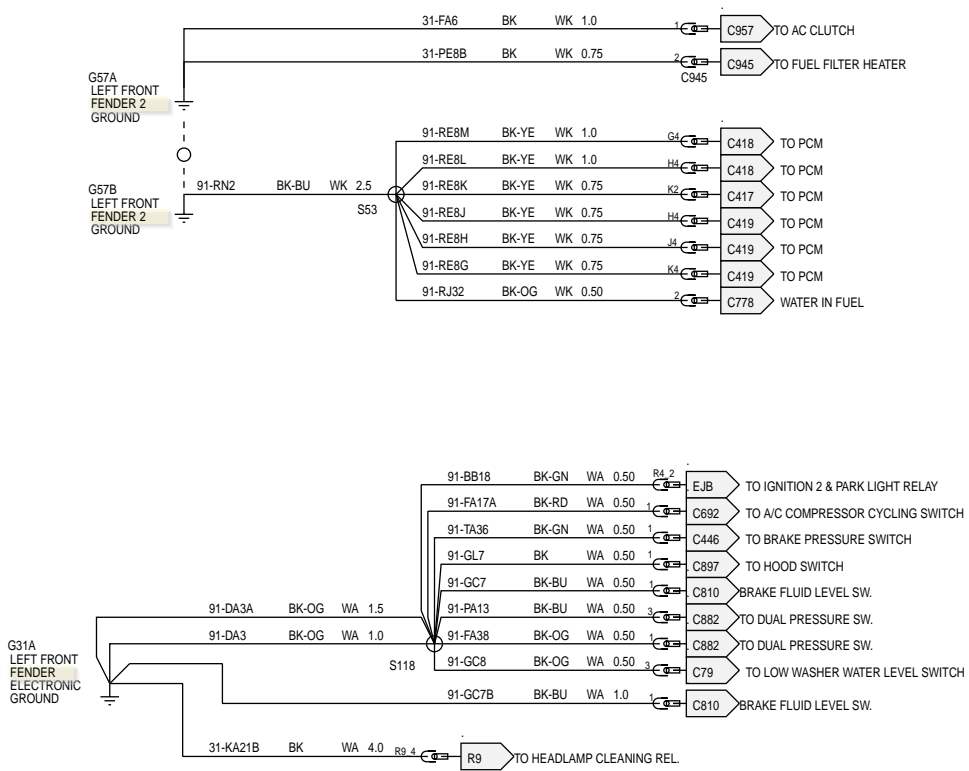 31-FA6 BK WK 1.0 1 C957 TO AC CLUTCH
31-PE8B BK WK 0.75 2 C945 TO FUEL FILTER HEATER
C945
G57A
LEFT FRONT
FENDER 2
GROUND
91-RE8M BK-YE WK 1.0 G4 C418 TO PCM
91-RE8L BK-YE WK 1.0 H4 C418 TO PCM
G57B
LEFT FRONT
FENDER 2
GROUND
91-RN2 BK-BU WK 2.5
S53
91-RE8K BK-YE WK 0.75 K2 C417 TO PCM
91-RE8J BK-YE WK 0.75 H4 C419 TO PCM
91-RE8H BK-YE WK 0.75 J4 C419 TO PCM
91-RE8G BK-YE WK 0.75 K4 C419 TO PCM
91-RJ32 BK-OG WK 0.50 2 C778 WATER IN FUEL
91-BB18 BK-GN WA 0.50 R4_2 EJB TO IGNITION 2 & PARK LIGHT RELAY
91-FA17A BK-RD WA 0.50 1 C692 TO A/C COMPRESSOR CYCLING SWITCH
91-TA36 BK-GN WA 0.50 1 C446 TO BRAKE PRESSURE SWITCH
91-GL7 BK WA 0.50 1 C897 TO HOOD SWITCH
91-GC7 BK-BU WA 0.50 1 C810 BRAKE FLUID LEVEL SW.
91-DA3A BK-OG WA 1.5
91-PA13 BK-BU WA 0.50 3 C882 TO DUAL PRESSURE SW.
91-DA3 BK-OG WA 1.0
91-FA38 BK-OG WA 0.50 1 C882 TO DUAL PRESSURE SW.
S118
G31A
LEFT FRONT
FENDER
ELECTRONIC
GROUND
91-GC8 BK-OG WA 0.50 3 C79 TO LOW WASHER WATER LEVEL SWITCH
91-GC7B BK-BU WA 1.0 1 C810 BRAKE FLUID LEVEL SW.
31-KA21B BK WA 4.0 R9_4 R9 TO HEADLAMP CLEANING REL.